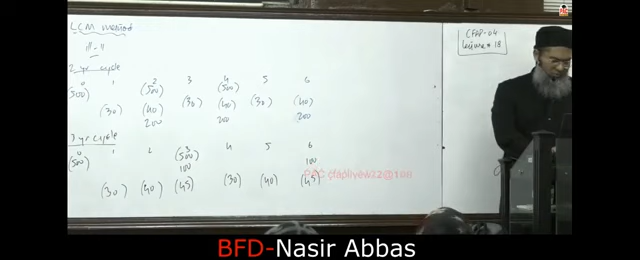 LCM method
CFAP-04
Lecture # 18
2 yr cycle
0 1 2 3 4 5 6
(500) (500) (500)
(30) (40) (30) (40) (30) (40)
200 200 200
3 yr cycle
0 1 2 3 4 5 6
(500) (500)
100 100
(30) (40) (45) (30) (40) (45)
BFD-Nasir Abbas